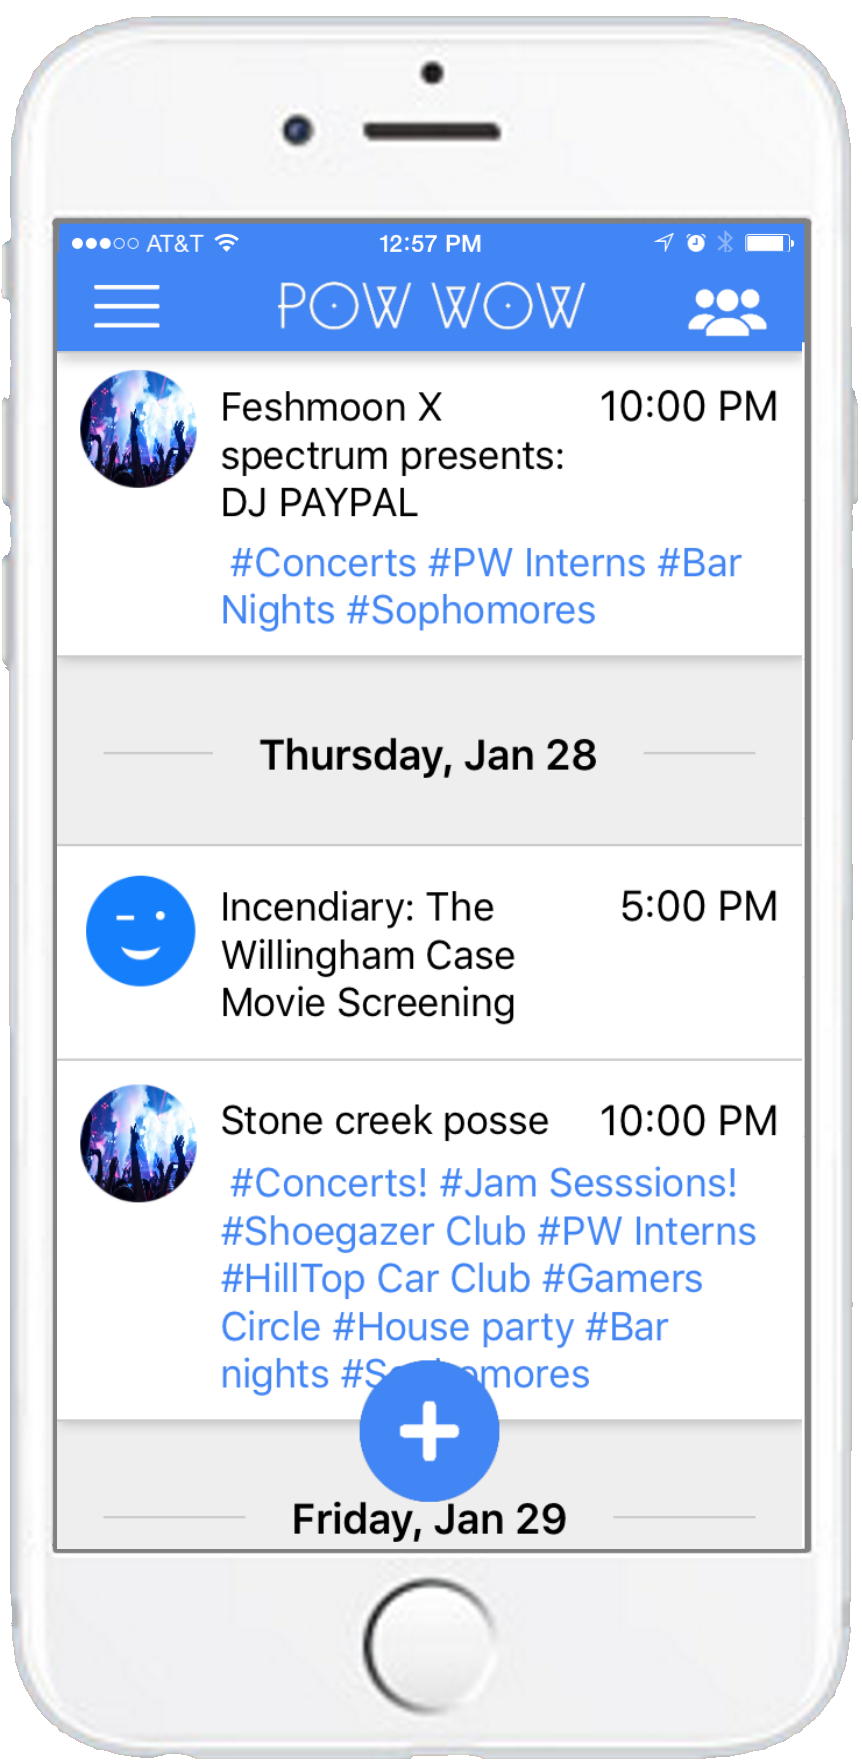 AT&T 12:57 PM
POW WOW
Feshmoon X 10:00 PM
spectrum presents:
DJ PAYPAL
#Concerts #PW Interns #Bar
Nights #Sophomores
Thursday, Jan 28
Incendiary: The 5:00 PM
Willingham Case
Movie Screening
Stone creek posse 10:00 PM
#Concerts! #Jam Sesssions!
#Shoegazer Club #PW Interns
#HillTop Car Club #Gamers
Circle #House party #Bar
nights #Sophomores
Friday, Jan 29